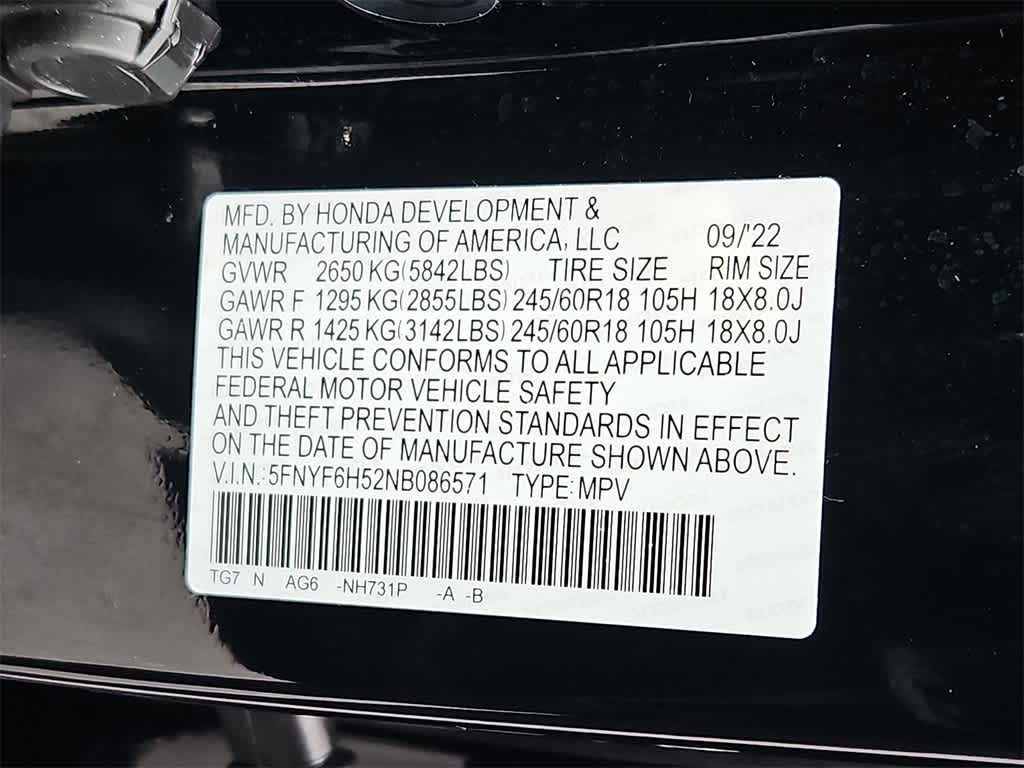 MFD. BY HONDA DEVELOPMENT &
MANUFACTURING OF AMERICA, LLC 09/'22
GVWR 2650 KG(5842LBS) TIRE SIZE RIM SIZE
GAWR F 1295 KG(2855LBS) 245/60R18 105H 18X8.0J
GAWR R 1425 KG(3142LBS) 245/60R18 105H 18X8.0J
THIS VEHICLE CONFORMS TO ALL APPLICABLE
FEDERAL MOTOR VEHICLE SAFETY
AND THEFT PREVENTION STANDARDS IN EFFECT
ON THE DATE OF MANUFACTURE SHOWN ABOVE.
V.I.N.:5FNYF6H52NB086571 TYPE:MPV
TG7 N AG6 -NH731P -A -B